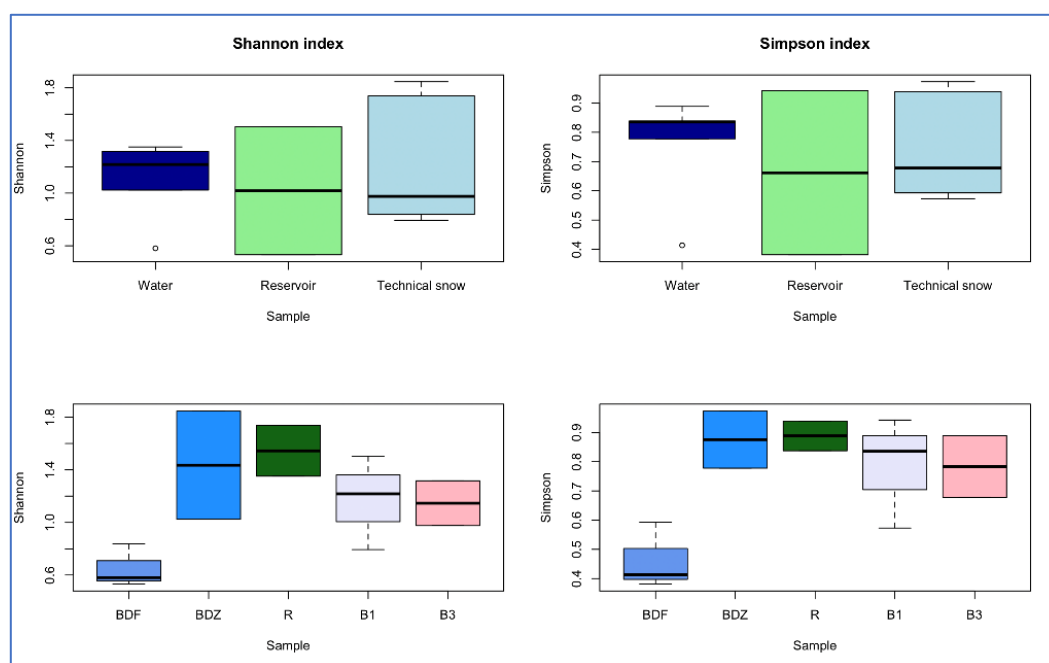 Shannon index
Shannon
0.6 1.0 1.4 1.8
Water Reservoir Technical snow
Sample
Simpson index
Simpson
0.4 0.5 0.6 0.7 0.8 0.9
Water Reservoir Technical snow
Sample
Shannon
0.6 1.0 1.4 1.8
BDF BDZ R B1 B3
Sample
Simpson
0.4 0.5 0.6 0.7 0.8 0.9
BDF BDZ R B1 B3
Sample